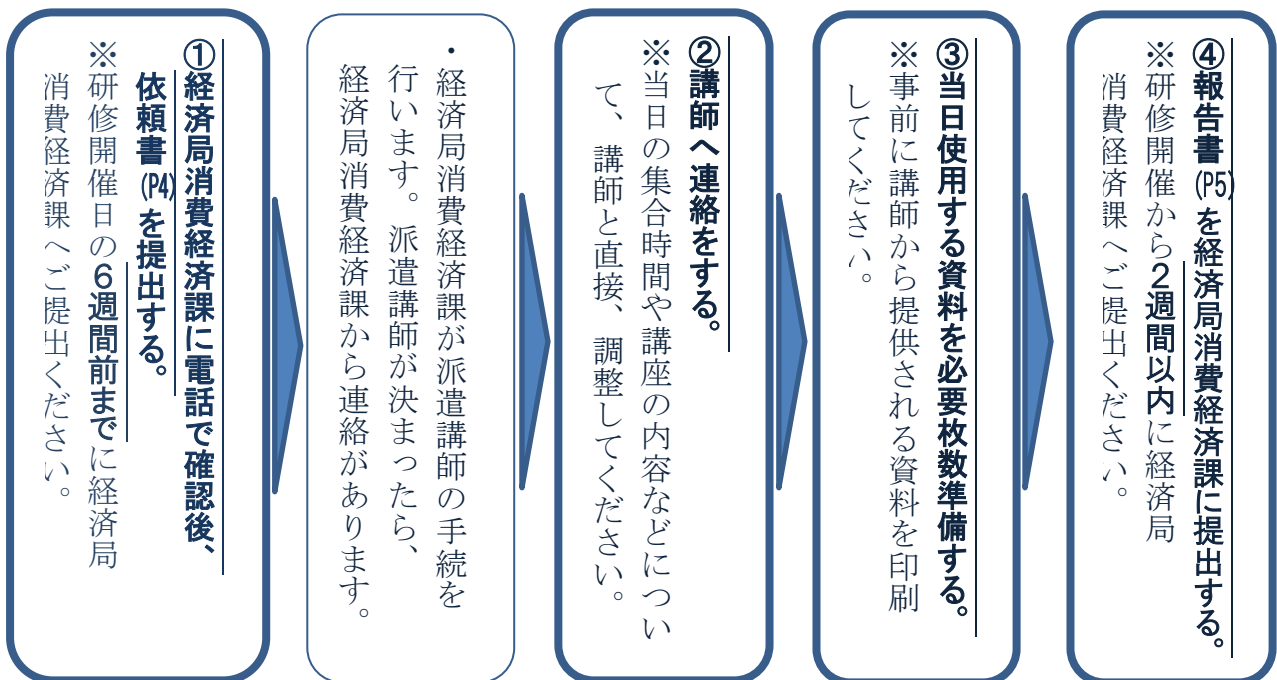 ①経済局消費経済課に電話で確認後、
依頼書(P4)を提出する。
※研修開催日の６週間前までに経済局
消費経済課へご提出ください。
・経済局消費経済課が派遣講師の手続を
行います。派遣講師が決まったら、
経済局消費経済課から連絡があります。
②講師へ連絡をする。
※当日の集合時間や講座の内容などについ
て、講師と直接、調整してください。
③当日使用する資料を必要枚数準備する。
※事前に講師から提供される資料を印刷
してください。
④報告書(P5)を経済局消費経済課に提出する。
※研修開催から２週間以内に経済局
消費経済課へご提出ください。